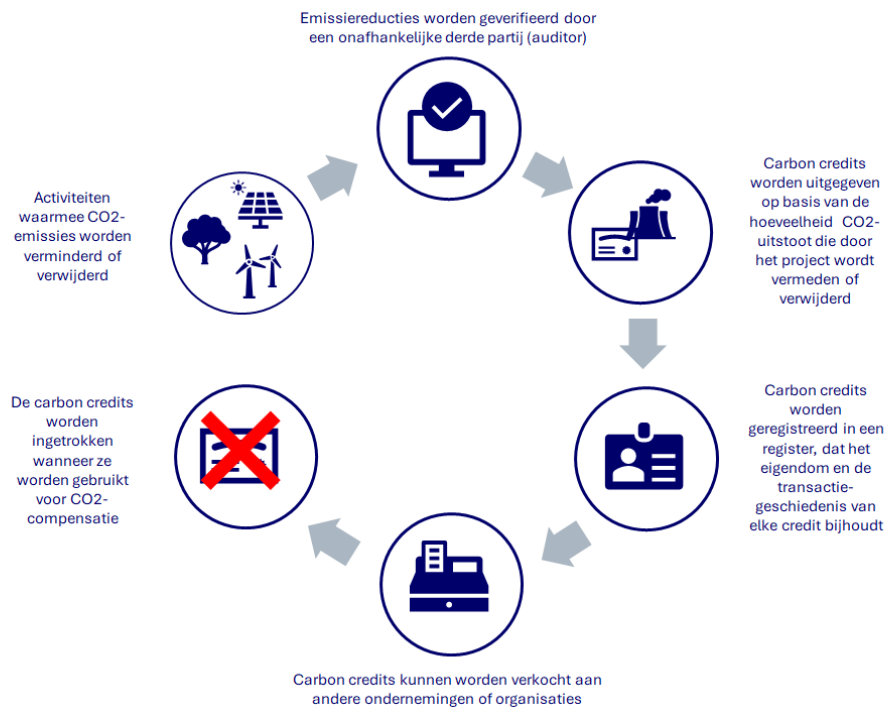 Emissiereducties worden geverifieerd door
een onafhankelijke derde partij (auditor)
Carbon credits
worden uitgegeven
op basis van de
hoeveelheid CO2-
uitstoot die door
het project wordt
vermeden of
verwijderd
Carbon credits
worden
geregistreerd in een
register, dat het
eigendom en de
transactie-
geschiedenis van
elke credit bijhoudt
Carbon credits kunnen worden verkocht aan
andere ondernemingen of organisaties
De carbon credits
worden
ingetrokken
wanneer ze
worden gebruikt
voor CO2-
compensatie
Activiteiten
waarmee CO2-
emissies worden
verminderd of
verwijderd